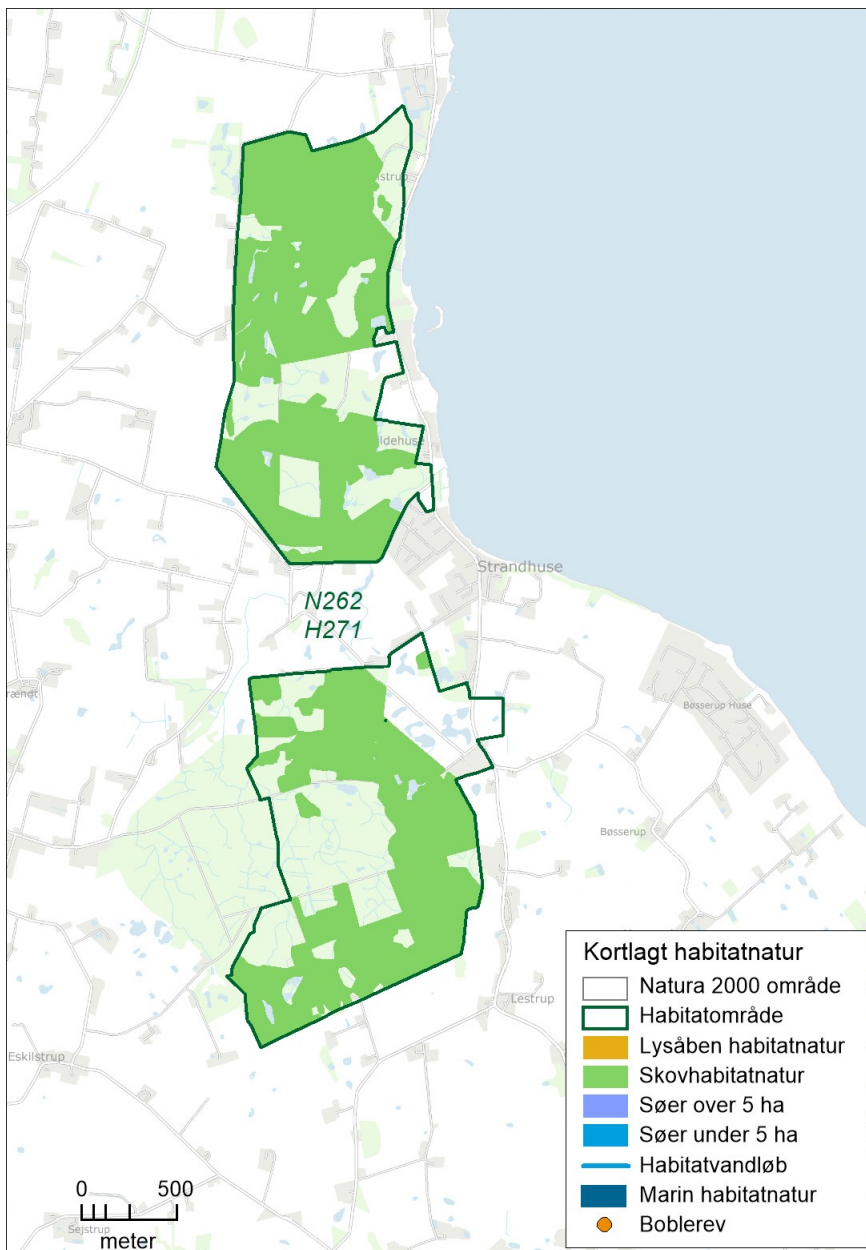 Strandhuse
N262
H271
Bøsserup Huse
Bøsserup
Lestrup
Eskilstrup
Sejstrup
0 500
meter
Kortlagt habitatnatur
Natura 2000 område
Habitatområde
Lysåben habitatnatur
Skovhabitatnatur
Søer over 5 ha
Søer under 5 ha
Habitatvandløb
Marin habitatnatur
Boblerev